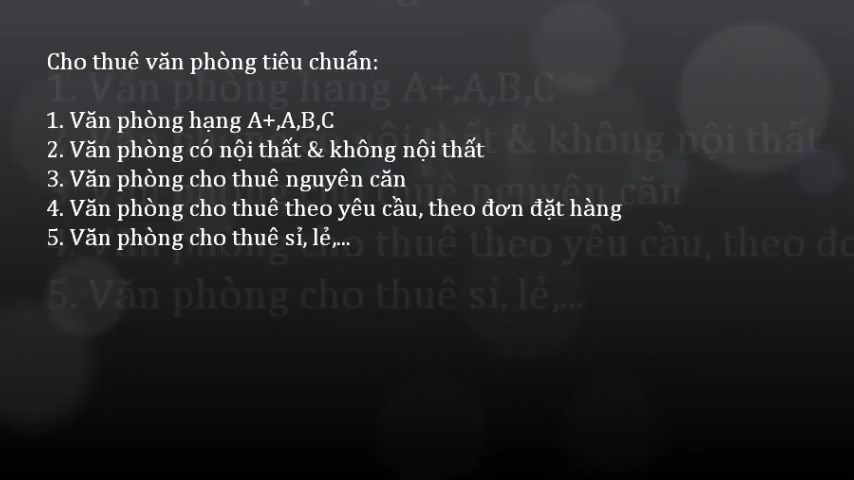 Cho thuê văn phòng tiêu chuẩn:
1. Văn phòng hạng A+,A,B,C
2. Văn phòng có nội thất & không nội thất
3. Văn phòng cho thuê nguyên căn
4. Văn phòng cho thuê theo yêu cầu, theo đơn đặt hàng
5. Văn phòng cho thuê sỉ, lẻ,...